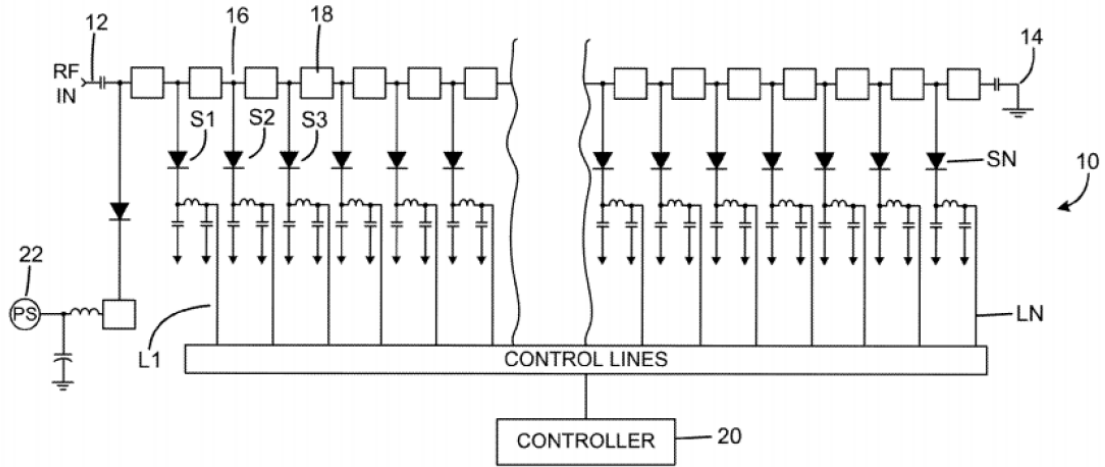 12
16
18
14
RF
IN
S1
S2
S3
SN
10
22
PS
L1
LN
CONTROL LINES
CONTROLLER
20